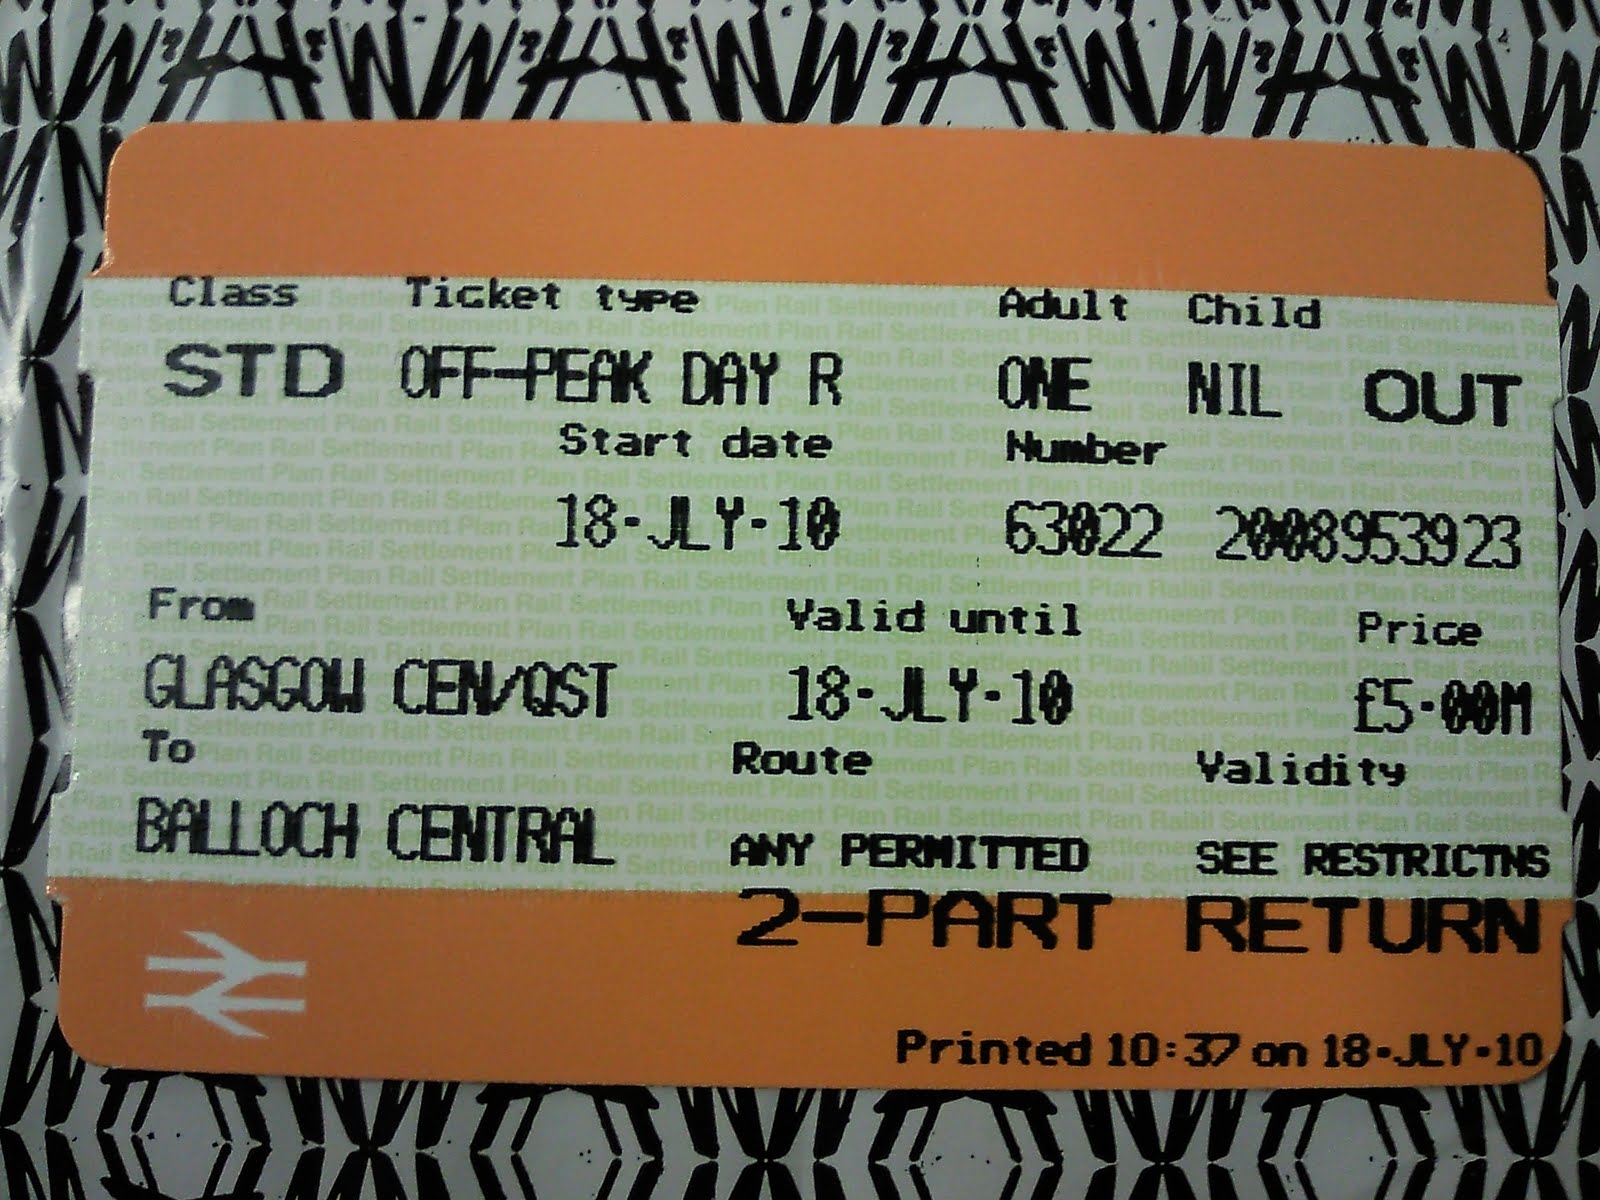 Class Ticket type Adult Child
STD OFF-PEAK DAY R ONE NIL OUT
Start date Number
18·JLY·10 63022 2008953923
From Valid until Price
GLASGOW CEN/QST 18·JLY·10 £5·00M
To Route Validity
BALLOCH CENTRAL ANY PERMITTED SEE RESTRICTNS
2-PART RETURN
Printed 10:37 on 18·JLY·10